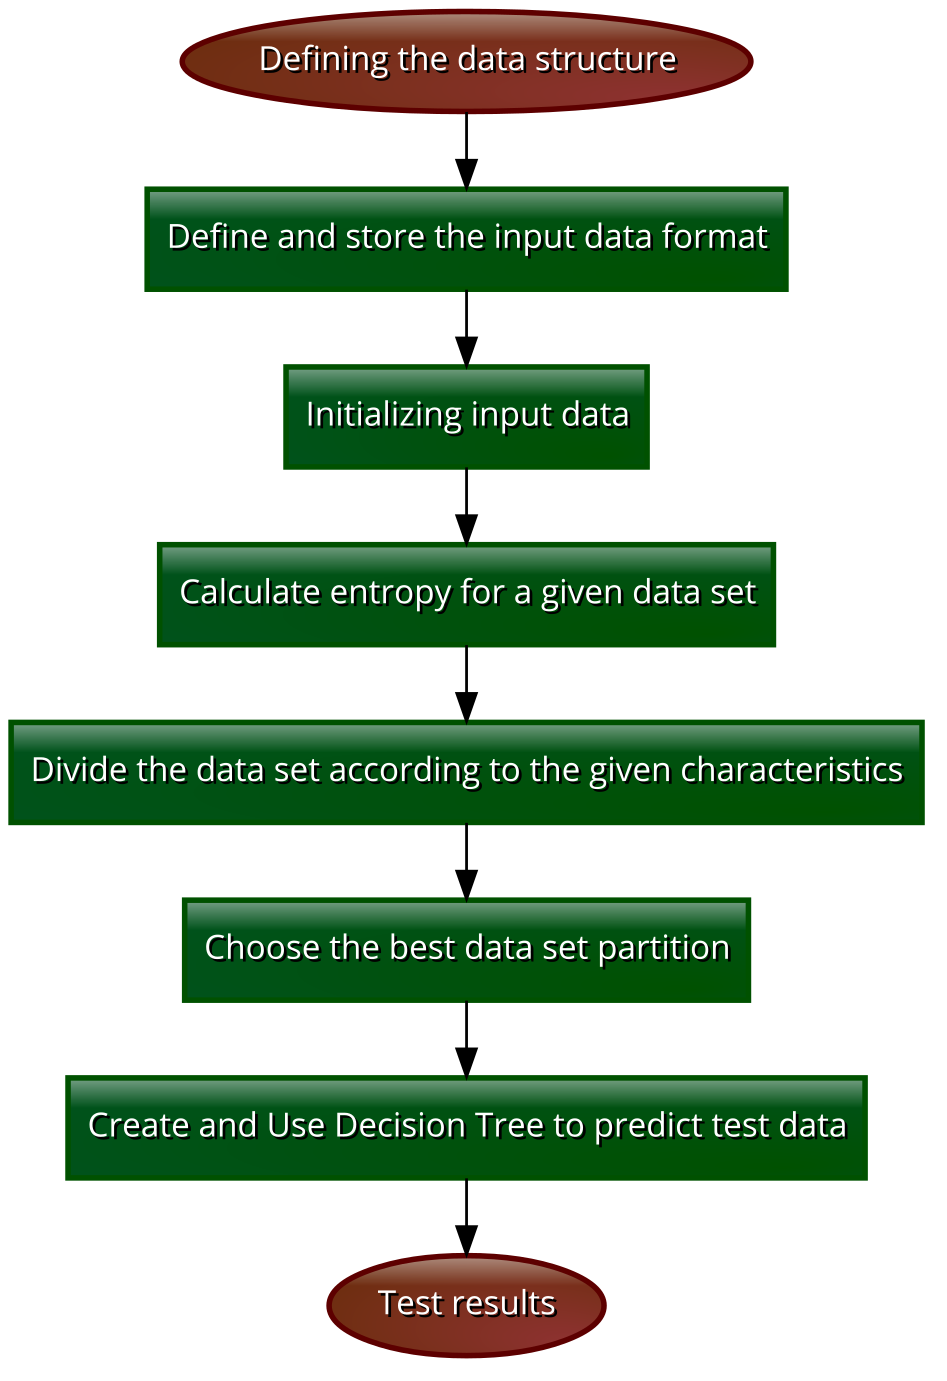 Defining the data structure
Define and store the input data format
Initializing input data
Calculate entropy for a given data set
Divide the data set according to the given characteristics
Choose the best data set partition
Create and Use Decision Tree to predict test data
Test results